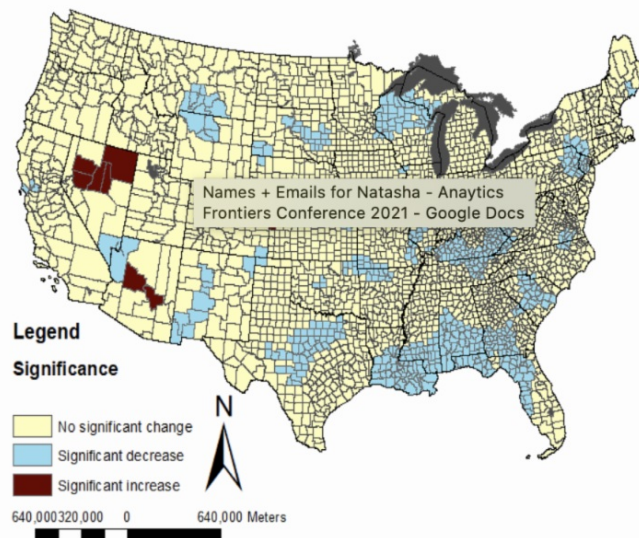 Names + Emails for Natasha - Anaytics
Frontiers Conference 2021 - Google Docs
Legend
Significance
N
No significant change
Significant decrease
Significant increase
640,000320,000 0 640,000 Meters